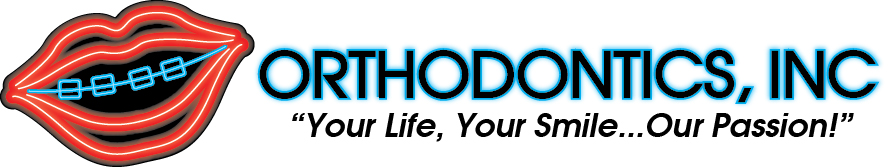 ORTHODONTICS, INC
“Your Life, Your Smile...Our Passion!”